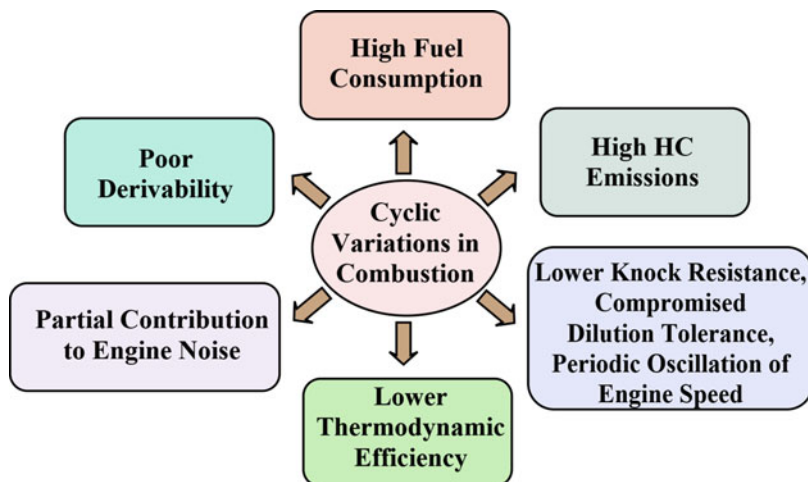 High Fuel
Consumption
Poor
Derivability
High HC
Emissions
Cyclic
Variations in
Combustion
Partial Contribution
to Engine Noise
Lower Knock Resistance,
Compromised
Dilution Tolerance,
Periodic Oscillation of
Engine Speed
Lower
Thermodynamic
Efficiency